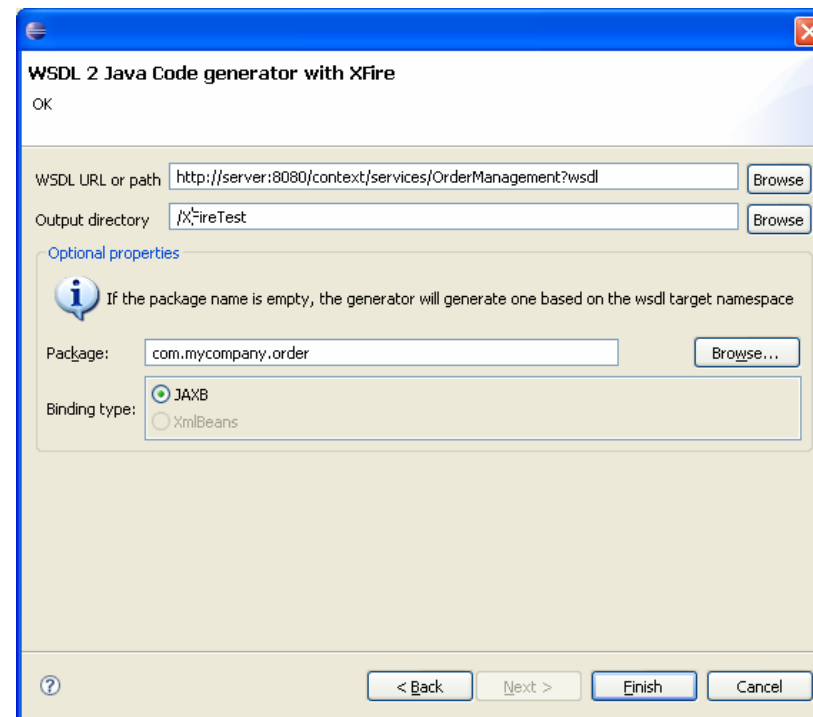 WSDL 2 Java Code generator with XFire
OK
WSDL URL or path http://server:8080/context/services/OrderManagement?wsdl Browse
Output directory /XFireTest Browse
Optional properties
If the package name is empty, the generator will generate one based on the wsdl target namespace
Package: com.mycompany.order Browse...
Binding type: JAXB
XmlBeans
< Back Next > Finish Cancel